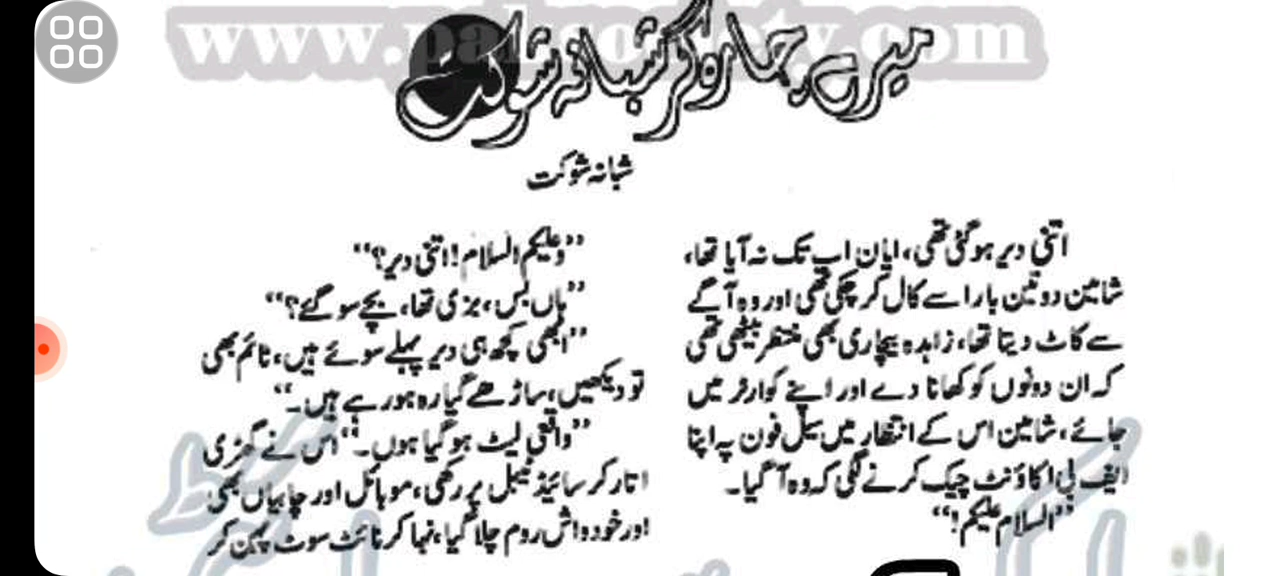 www.paksociety.com
میرے چارہ گر شبانہ شوکت
شبانہ شوکت
اتنی دیر ہو گئی تھی، ایان اب تک نہ آیا تھا،
شامین دو تین بار اسے کال کر چکی تھی اور وہ آگے
سے کاٹ دیتا تھا، زاہدہ بیچاری بھی منتظر بیٹھی تھی
کہ ان دونوں کو کھانا دے اور اپنے کوارٹر میں
جائے، شامین اس کے انتظار میں سیل فون پہ اپنا
ایف بی اکاؤنٹ چیک کرنے لگی کہ وہ آ گیا۔
”السلام علیکم!“
”وعلیکم السلام! اتنی دیر؟“
”ہاں بس، بزی تھا، بچے سو گئے؟“
”ابھی کچھ ہی دیر پہلے سوئے ہیں، ٹائم بھی
تو دیکھیں، ساڑھے گیارہ ہو رہے ہیں۔“
”واقعی لیٹ ہو گیا ہوں۔“ اس نے گھڑی
اتار کر سائیڈ ٹیبل پر رکھی، موبائل اور چابیاں بھی
اور خود واش روم چلا گیا، نہا کر نائٹ سوٹ پہن کر